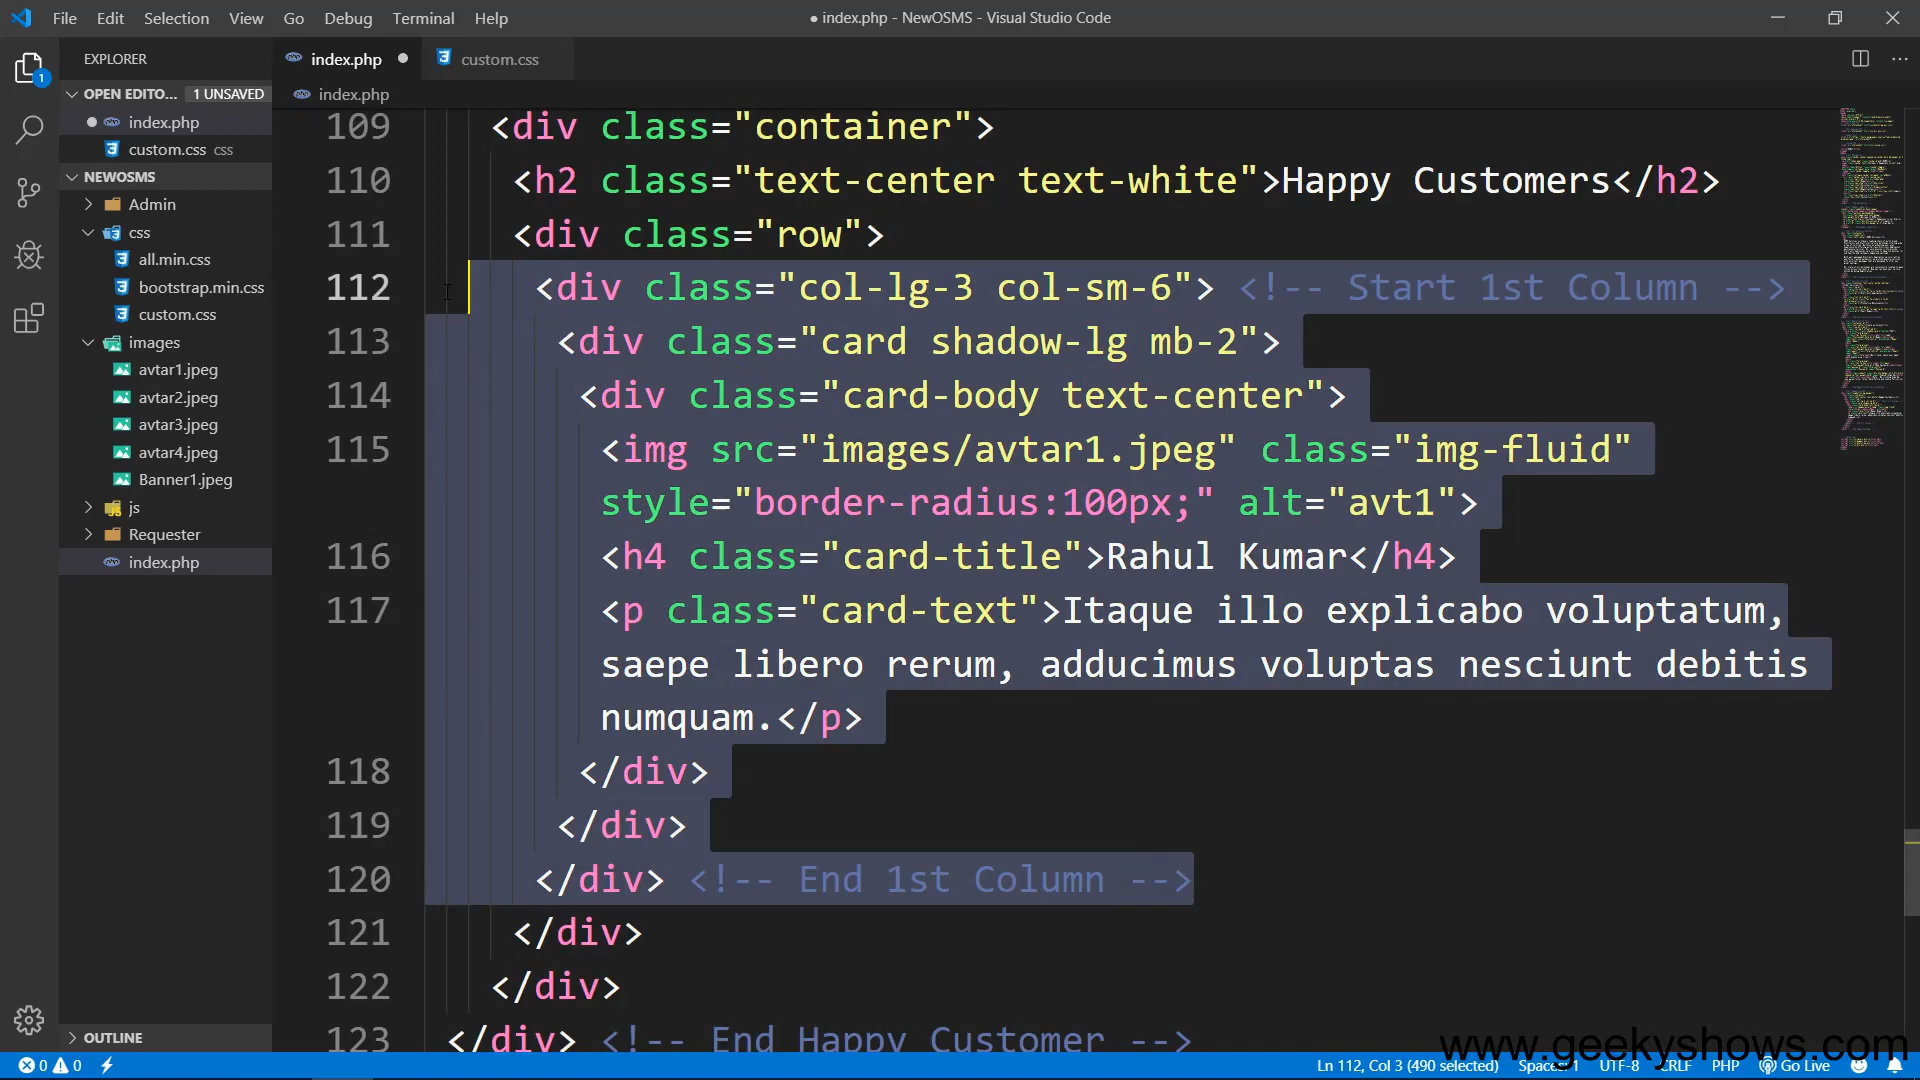 File Edit Selection View Go Debug Terminal Help
● index.php - NewOSMS - Visual Studio Code
EXPLORER
OPEN EDITO... 1 UNSAVED
index.php
custom.css css
NEWOSMS
Admin
css
all.min.css
bootstrap.min.css
custom.css
images
avtar1.jpeg
avtar2.jpeg
avtar3.jpeg
avtar4.jpeg
Banner1.jpeg
js
Requester
index.php
OUTLINE
1
index.php custom.css
index.php
109 <div class="container">
110 <h2 class="text-center text-white">Happy Customers</h2>
111 <div class="row">
112 <div class="col-lg-3 col-sm-6"> <!-- Start 1st Column -->
113 <div class="card shadow-lg mb-2">
114 <div class="card-body text-center">
115 <img src="images/avtar1.jpeg" class="img-fluid"
style="border-radius:100px;" alt="avt1">
116 <h4 class="card-title">Rahul Kumar</h4>
117 <p class="card-text">Itaque illo explicabo voluptatum,
saepe libero rerum, adducimus voluptas nesciunt debitis
numquam.</p>
118 </div>
119 </div>
120 </div> <!-- End 1st Column -->
121 </div>
122 </div>
123 </div> <!-- End Happy Customer -->
www.geekyshows.com
0 0 Ln 112, Col 3 (490 selected) Spaces: 1 UTF-8 CRLF PHP Go Live